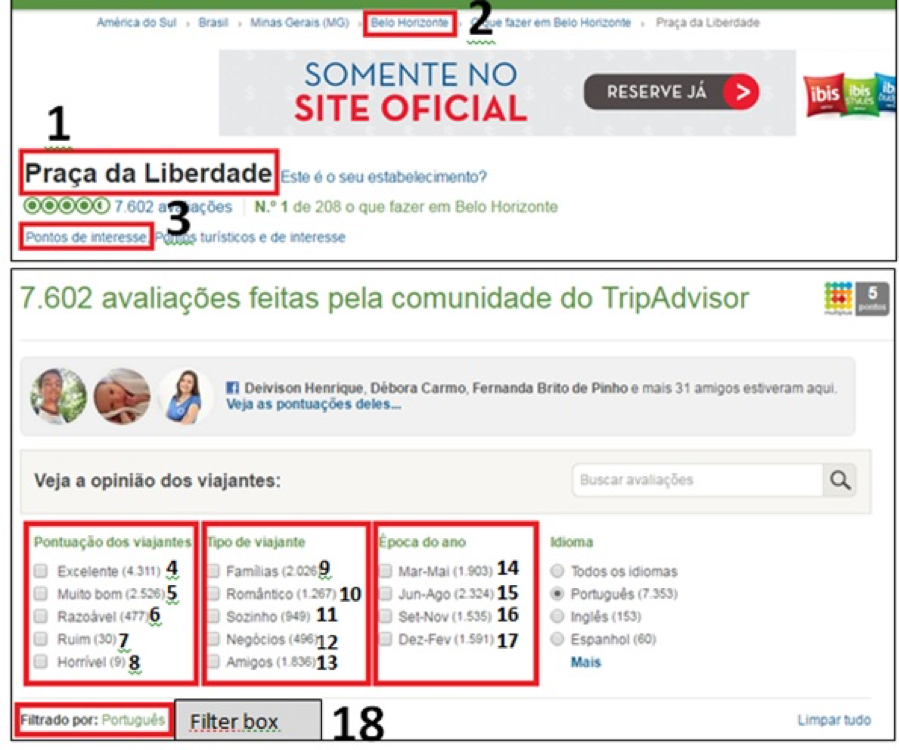 América do Sul › Brasil › Minas Gerais (MG) › Belo Horizonte › O que fazer em Belo Horizonte › Praça da Liberdade
2
SOMENTE NO
SITE OFICIAL
RESERVE JÁ >
ibis ibis STYLES
1
Praça da Liberdade Este é o seu estabelecimento?
7.602 avaliações N.º 1 de 208 o que fazer em Belo Horizonte
3
Pontos de interesse, Pontos turísticos e de interesse
7.602 avaliações feitas pela comunidade do TripAdvisor
multiplus 5 pontos
Deivison Henrique, Débora Carmo, Fernanda Brito de Pinho e mais 31 amigos estiveram aqui.
Veja as pontuações deles...
Veja a opinião dos viajantes: Buscar avaliações
Pontuação dos viajantes Tipo de viajante Época do ano Idioma
Excelente (4.311) 4 Famílias (2.026) 9 Mar-Mai (1.903) 14 Todos os idiomas
Muito bom (2.526) 5 Romântico (1.267) 10 Jun-Ago (2.324) 15 Português (7.353)
Razoável (477) 6 Sozinho (949) 11 Set-Nov (1.535) 16 Inglês (153)
Ruim (30) 7 Negócios (496) 12 Dez-Fev (1.591) 17 Espanhol (60)
Horrível (9) 8 Amigos (1.836) 13 Mais
Filtrado por: Português Filter box 18 Limpar tudo